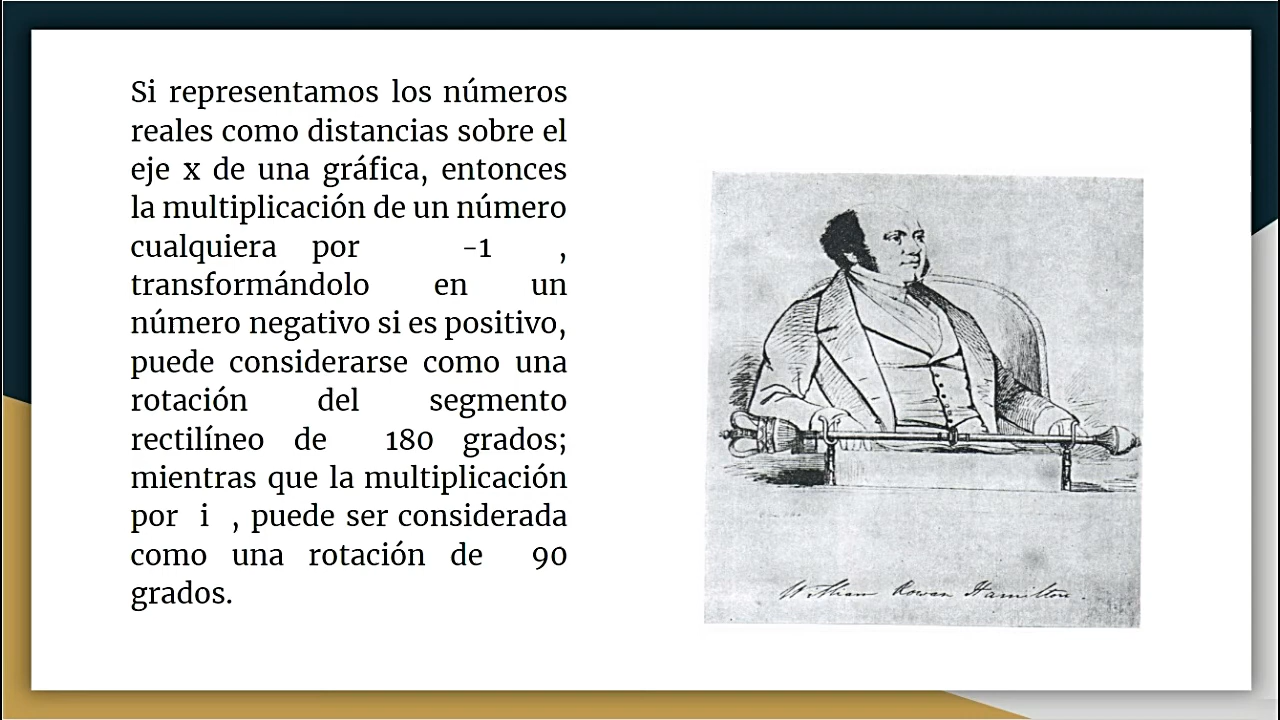 Si representamos los números
reales como distancias sobre el
eje x de una gráfica, entonces
la multiplicación de un número
cualquiera por -1 ,
transformándolo en un
número negativo si es positivo,
puede considerarse como una
rotación del segmento
rectilíneo de 180 grados;
mientras que la multiplicación
por i , puede ser considerada
como una rotación de 90
grados.
William Rowan Hamilton.